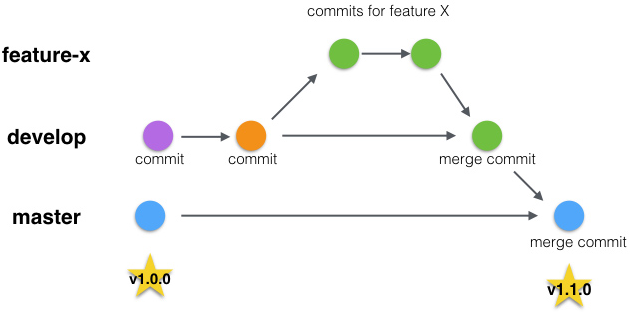 commits for feature X
feature-x
develop
commit
commit
merge commit
master
merge commit
v1.0.0
v1.1.0